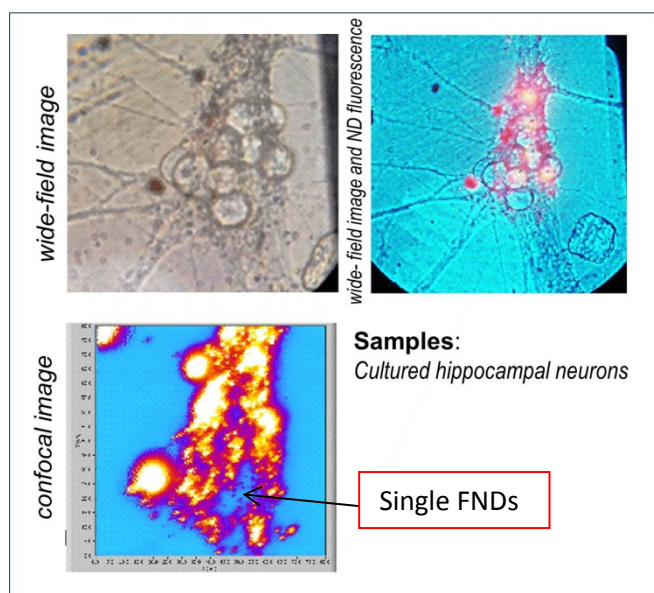 wide-field image
wide- field image and ND fluorescence
confocal image
Samples:
Cultured hippocampal neurons
Single FNDs